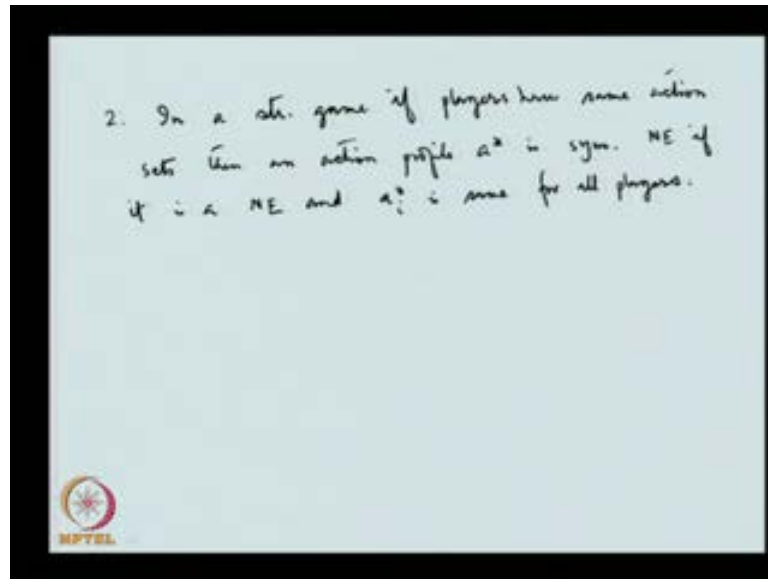 2. In a str. game if players have same action
sets then an action profile a* is sym. NE if
it is a NE and aᵢ* is same for all players.
NPTEL